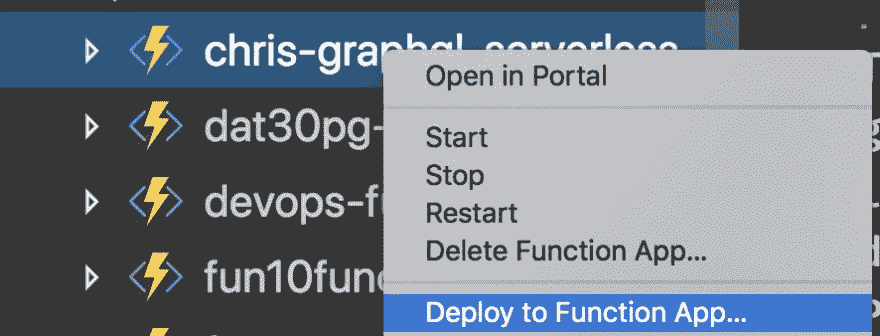 chris-graphql-serverless
Open in Portal
Start
dat30pg-
Stop
devops-fu
Restart
Delete Function App...
fun10func
Deploy to Function App...